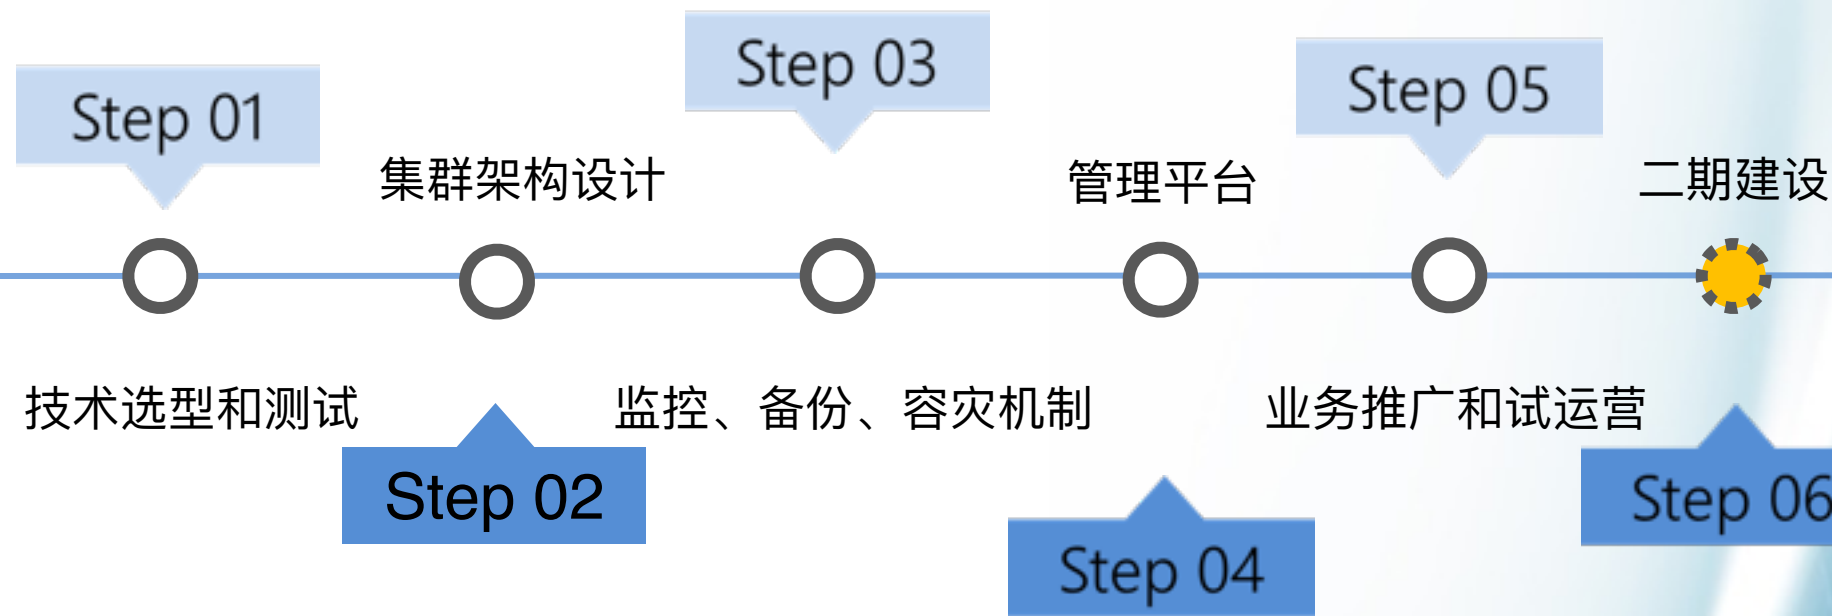 Step 01
技术选型和测试
集群架构设计
Step 02
Step 03
监控、备份、容灾机制
管理平台
Step 04
Step 05
业务推广和试运营
二期建设
Step 06